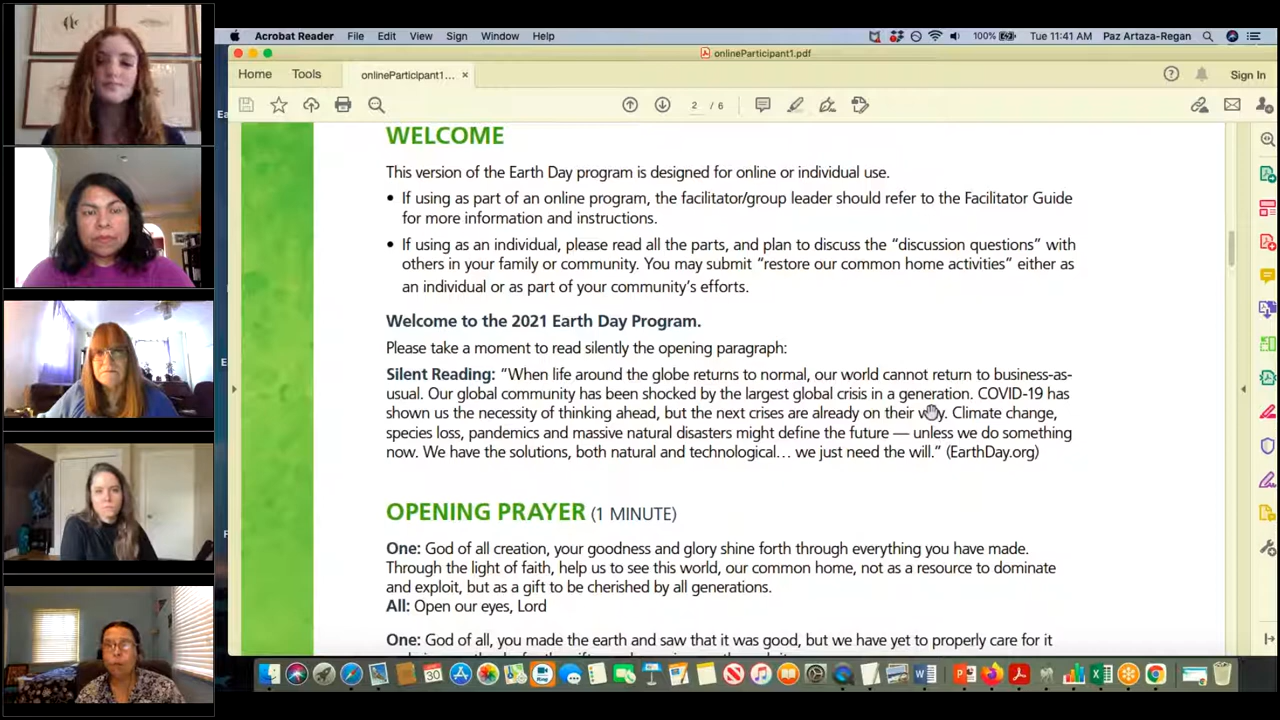 Acrobat Reader File Edit View Sign Window Help 100% Tue 11:41 AM Paz Artaza-Regan
onlineParticipant1.pdf
Home Tools onlineParticipant1... × Sign In
2 / 6
WELCOME
This version of the Earth Day program is designed for online or individual use.
• If using as part of an online program, the facilitator/group leader should refer to the Facilitator Guide
for more information and instructions.
• If using as an individual, please read all the parts, and plan to discuss the “discussion questions” with
others in your family or community. You may submit “restore our common home activities” either as
an individual or as part of your community’s efforts.
Welcome to the 2021 Earth Day Program.
Please take a moment to read silently the opening paragraph:
Silent Reading: “When life around the globe returns to normal, our world cannot return to business-as-
usual. Our global community has been shocked by the largest global crisis in a generation. COVID-19 has
shown us the necessity of thinking ahead, but the next crises are already on their way. Climate change,
species loss, pandemics and massive natural disasters might define the future — unless we do something
now. We have the solutions, both natural and technological… we just need the will.” (EarthDay.org)
OPENING PRAYER (1 MINUTE)
One: God of all creation, your goodness and glory shine forth through everything you have made.
Through the light of faith, help us to see this world, our common home, not as a resource to dominate
and exploit, but as a gift to be cherished by all generations.
All: Open our eyes, Lord
One: God of all, you made the earth and saw that it was good, but we have yet to properly care for it
30